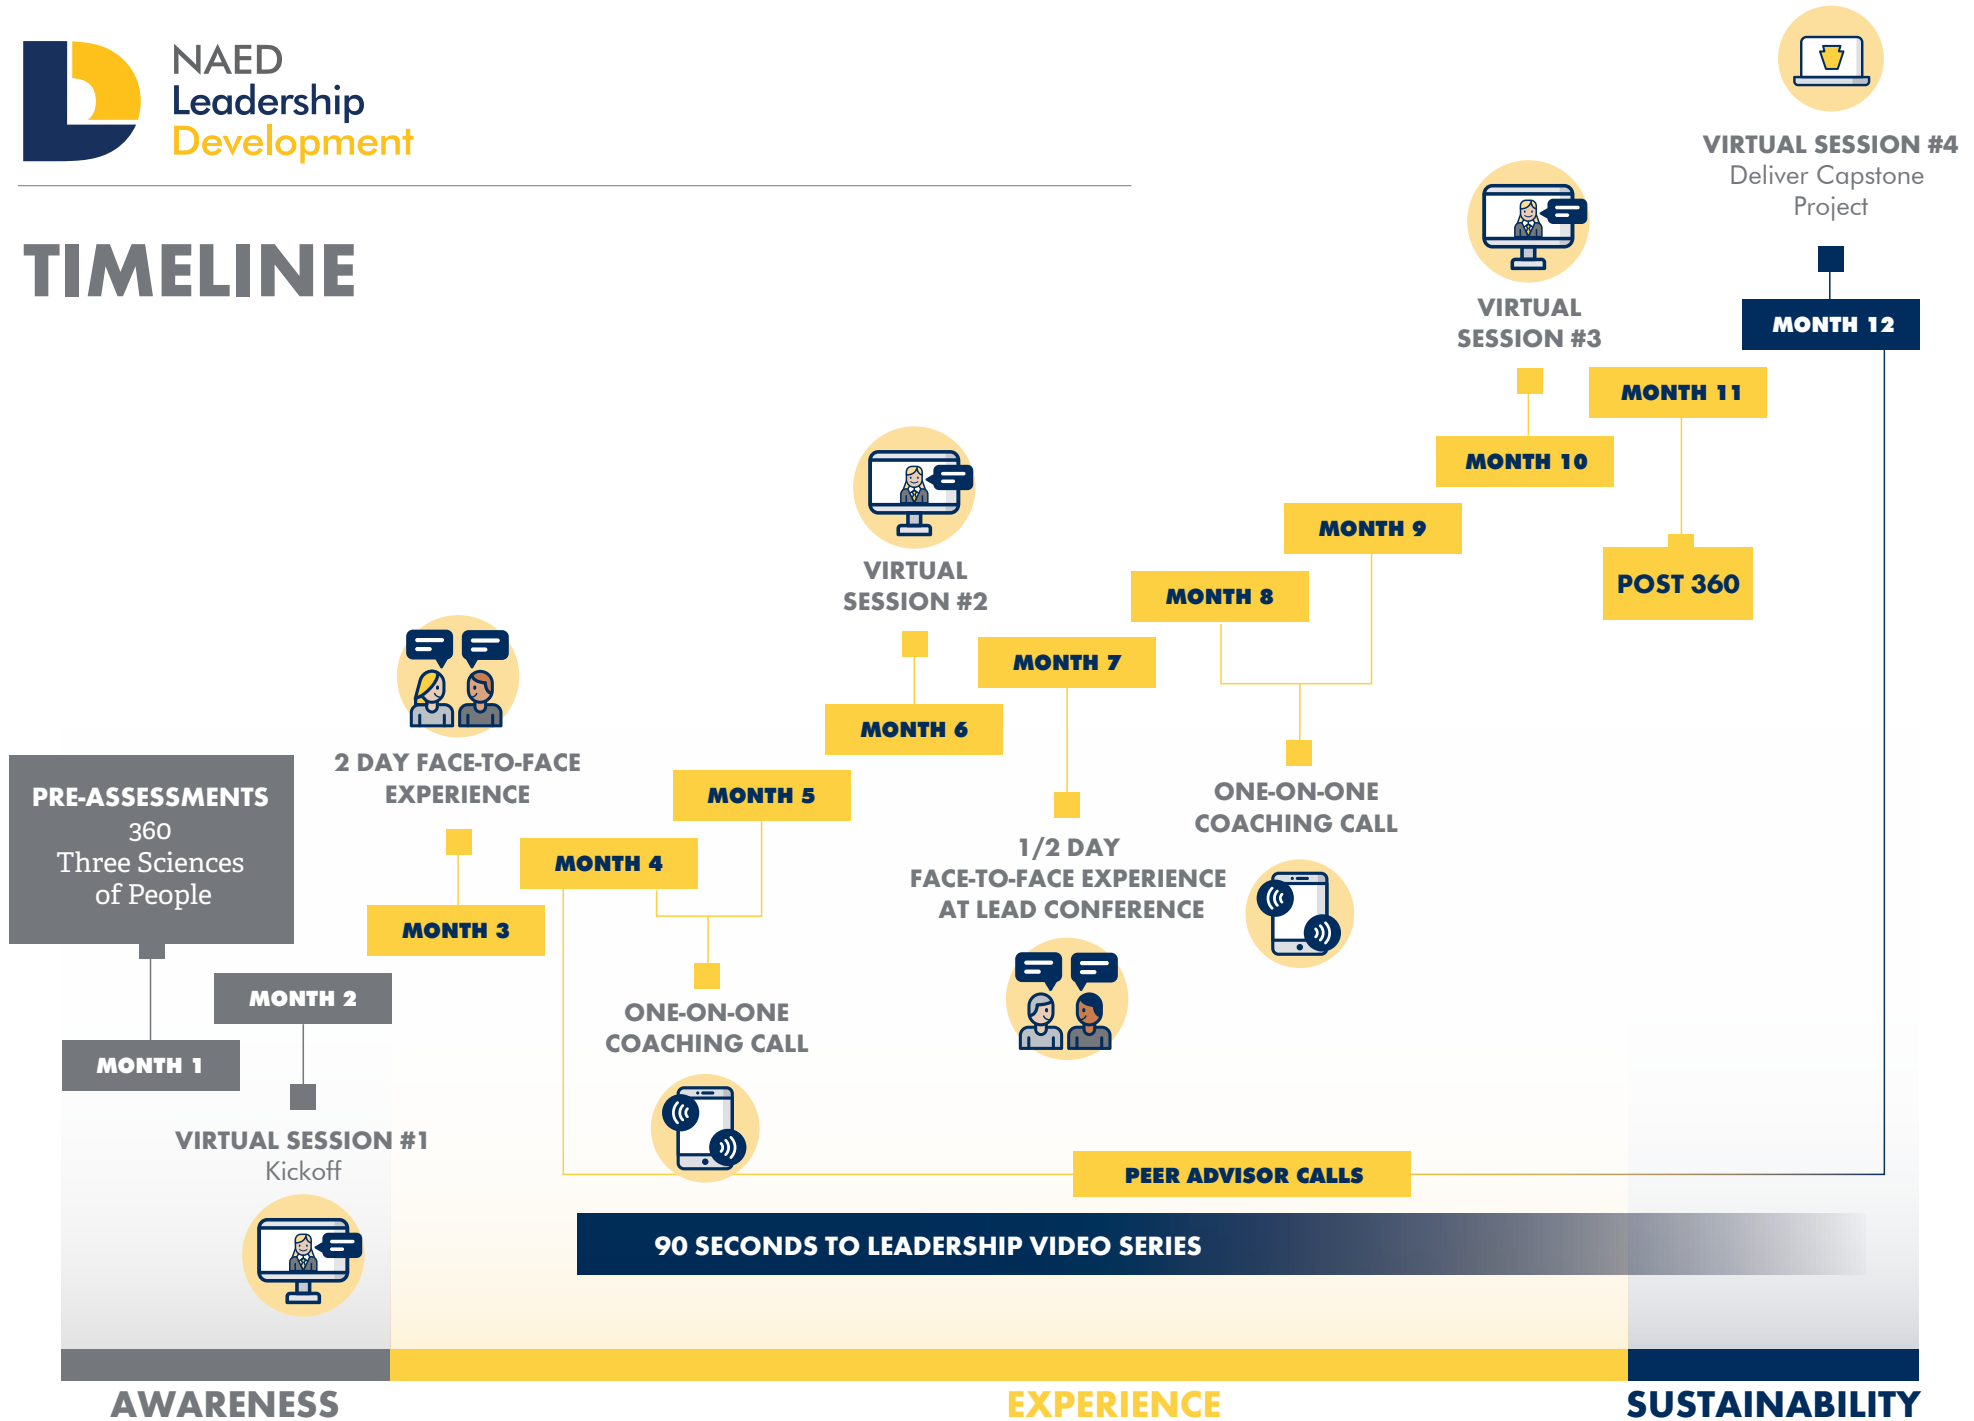 NAED
Leadership
Development
TIMELINE
PRE-ASSESSMENTS
360
Three Sciences
of People
MONTH 1
MONTH 2
VIRTUAL SESSION #1
Kickoff
2 DAY FACE-TO-FACE
EXPERIENCE
MONTH 3
MONTH 4
MONTH 5
ONE-ON-ONE
COACHING CALL
VIRTUAL
SESSION #2
MONTH 6
MONTH 7
1/2 DAY
FACE-TO-FACE EXPERIENCE
AT LEAD CONFERENCE
MONTH 8
MONTH 9
ONE-ON-ONE
COACHING CALL
VIRTUAL
SESSION #3
MONTH 10
MONTH 11
POST 360
VIRTUAL SESSION #4
Deliver Capstone
Project
MONTH 12
PEER ADVISOR CALLS
90 SECONDS TO LEADERSHIP VIDEO SERIES
AWARENESS
EXPERIENCE
SUSTAINABILITY